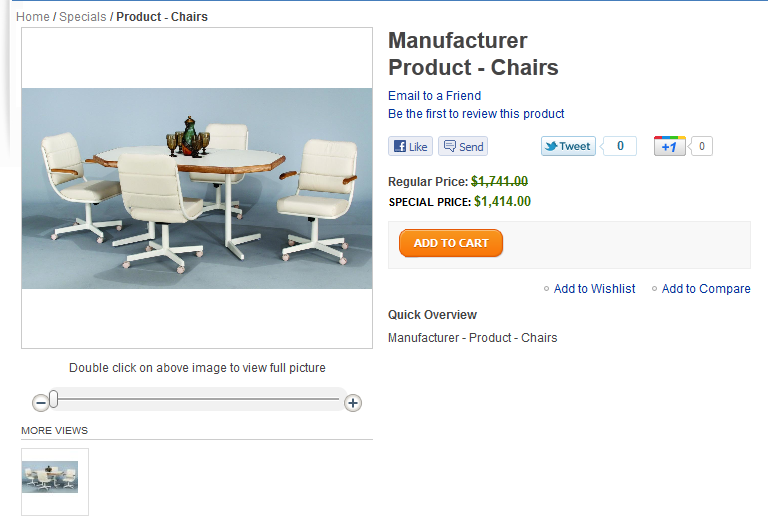 Home / Specials / Product - Chairs
Manufacturer
Product - Chairs
Email to a Friend
Be the first to review this product
Like
Send
Tweet
0
+1
0
Regular Price: $1,741.00
SPECIAL PRICE: $1,414.00
ADD TO CART
Add to Wishlist
Add to Compare
Quick Overview
Manufacturer - Product - Chairs
Double click on above image to view full picture
MORE VIEWS